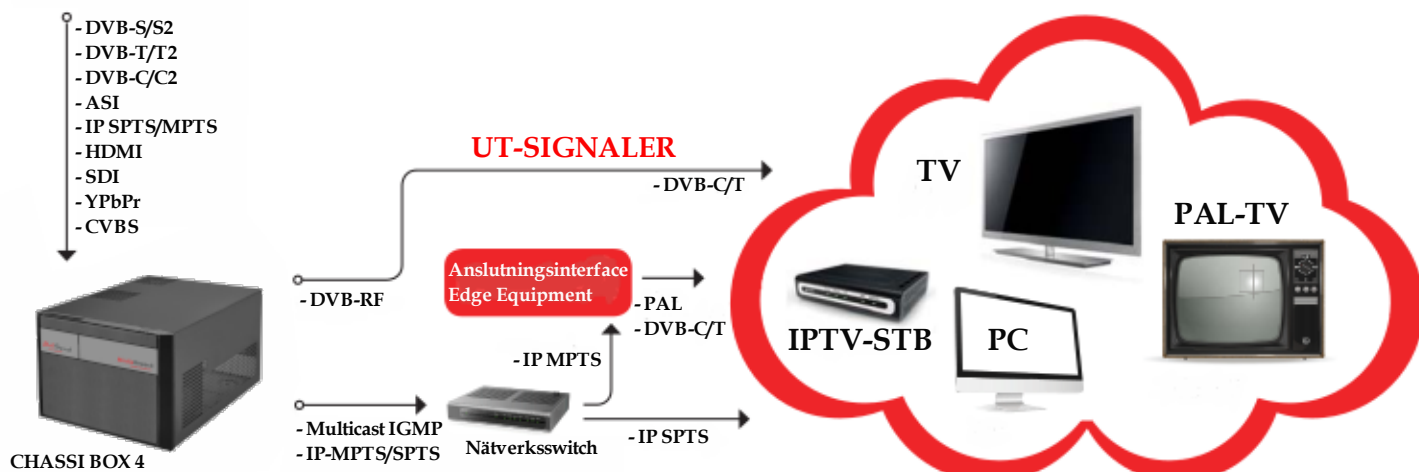 - DVB-S/S2
- DVB-T/T2
- DVB-C/C2
- ASI
- IP SPTS/MPTS
- HDMI
- SDI
- YPbPr
- CVBS
CHASSI BOX 4
- DVB-RF
UT-SIGNALER
- DVB-C/T
Anslutningsinterface
Edge Equipment
- PAL
- DVB-C/T
- IP MPTS
- Multicast IGMP
- IP-MPTS/SPTS
Nätverksswitch
- IP SPTS
TV
PAL-TV
IPTV-STB
PC